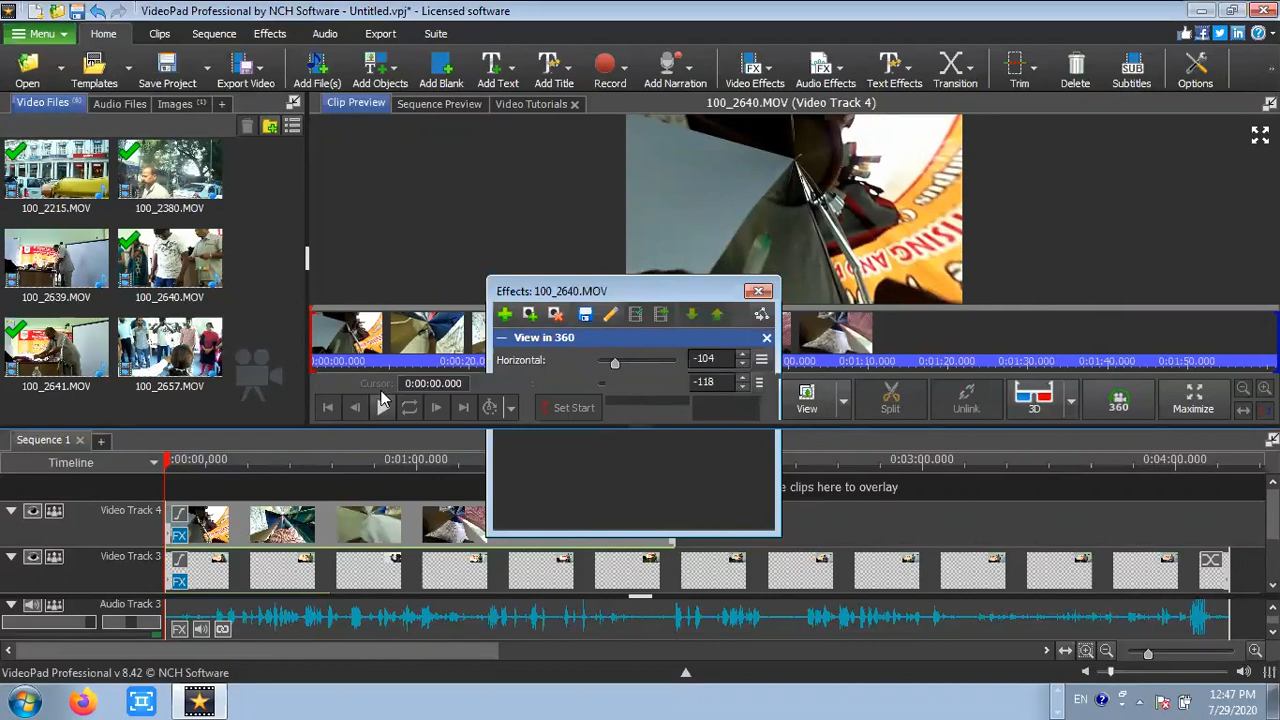 VideoPad Professional by NCH Software - Untitled.vpj* - Licensed software
Menu Home Clips Sequence Effects Audio Export Suite
Open Templates Save Project Export Video Add File(s) Add Objects Add Blank Add Text Add Title Record Add Narration Video Effects Audio Effects Text Effects Transition Trim Delete Subtitles Options
Video Files (6) Audio Files Images (1) + Clip Preview Sequence Preview Video Tutorials 100_2640.MOV (Video Track 4)
100_2215.MOV 100_2380.MOV
100_2639.MOV 100_2640.MOV
100_2641.MOV 100_2657.MOV
Effects: 100_2640.MOV
View in 360
Horizontal: -104
-118
0:00:00.000 0:00:20. 0:01:10.000 0:01:20.000 0:01:30.000 0:01:40.000 0:01:50.000
Cursor: 0:00:00.000
Set Start
View Split Unlink 3D 360 Maximize
Sequence 1 +
Timeline :00:00,000 0:01:00.000 0:03:00.000 0:04:00.000
e clips here to overlay
Video Track 4
FX
Video Track 3
FX
Audio Track 3
FX
VideoPad Professional v 8.42 © NCH Software
EN 12:47 PM
7/29/2020